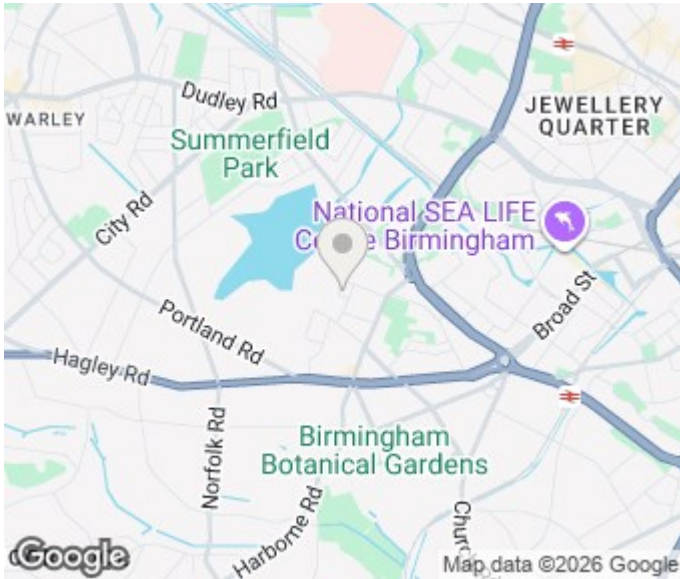 Dudley Rd
JEWELLERY
QUARTER
WARLEY
Summerfield
Park
City Rd
National SEA LIFE
Birmingham
Broad St
Portland Rd
Hagley Rd
Norfolk Rd
Birmingham
Botanical Gardens
Harborne Rd
Google
Map data ©2026 Google